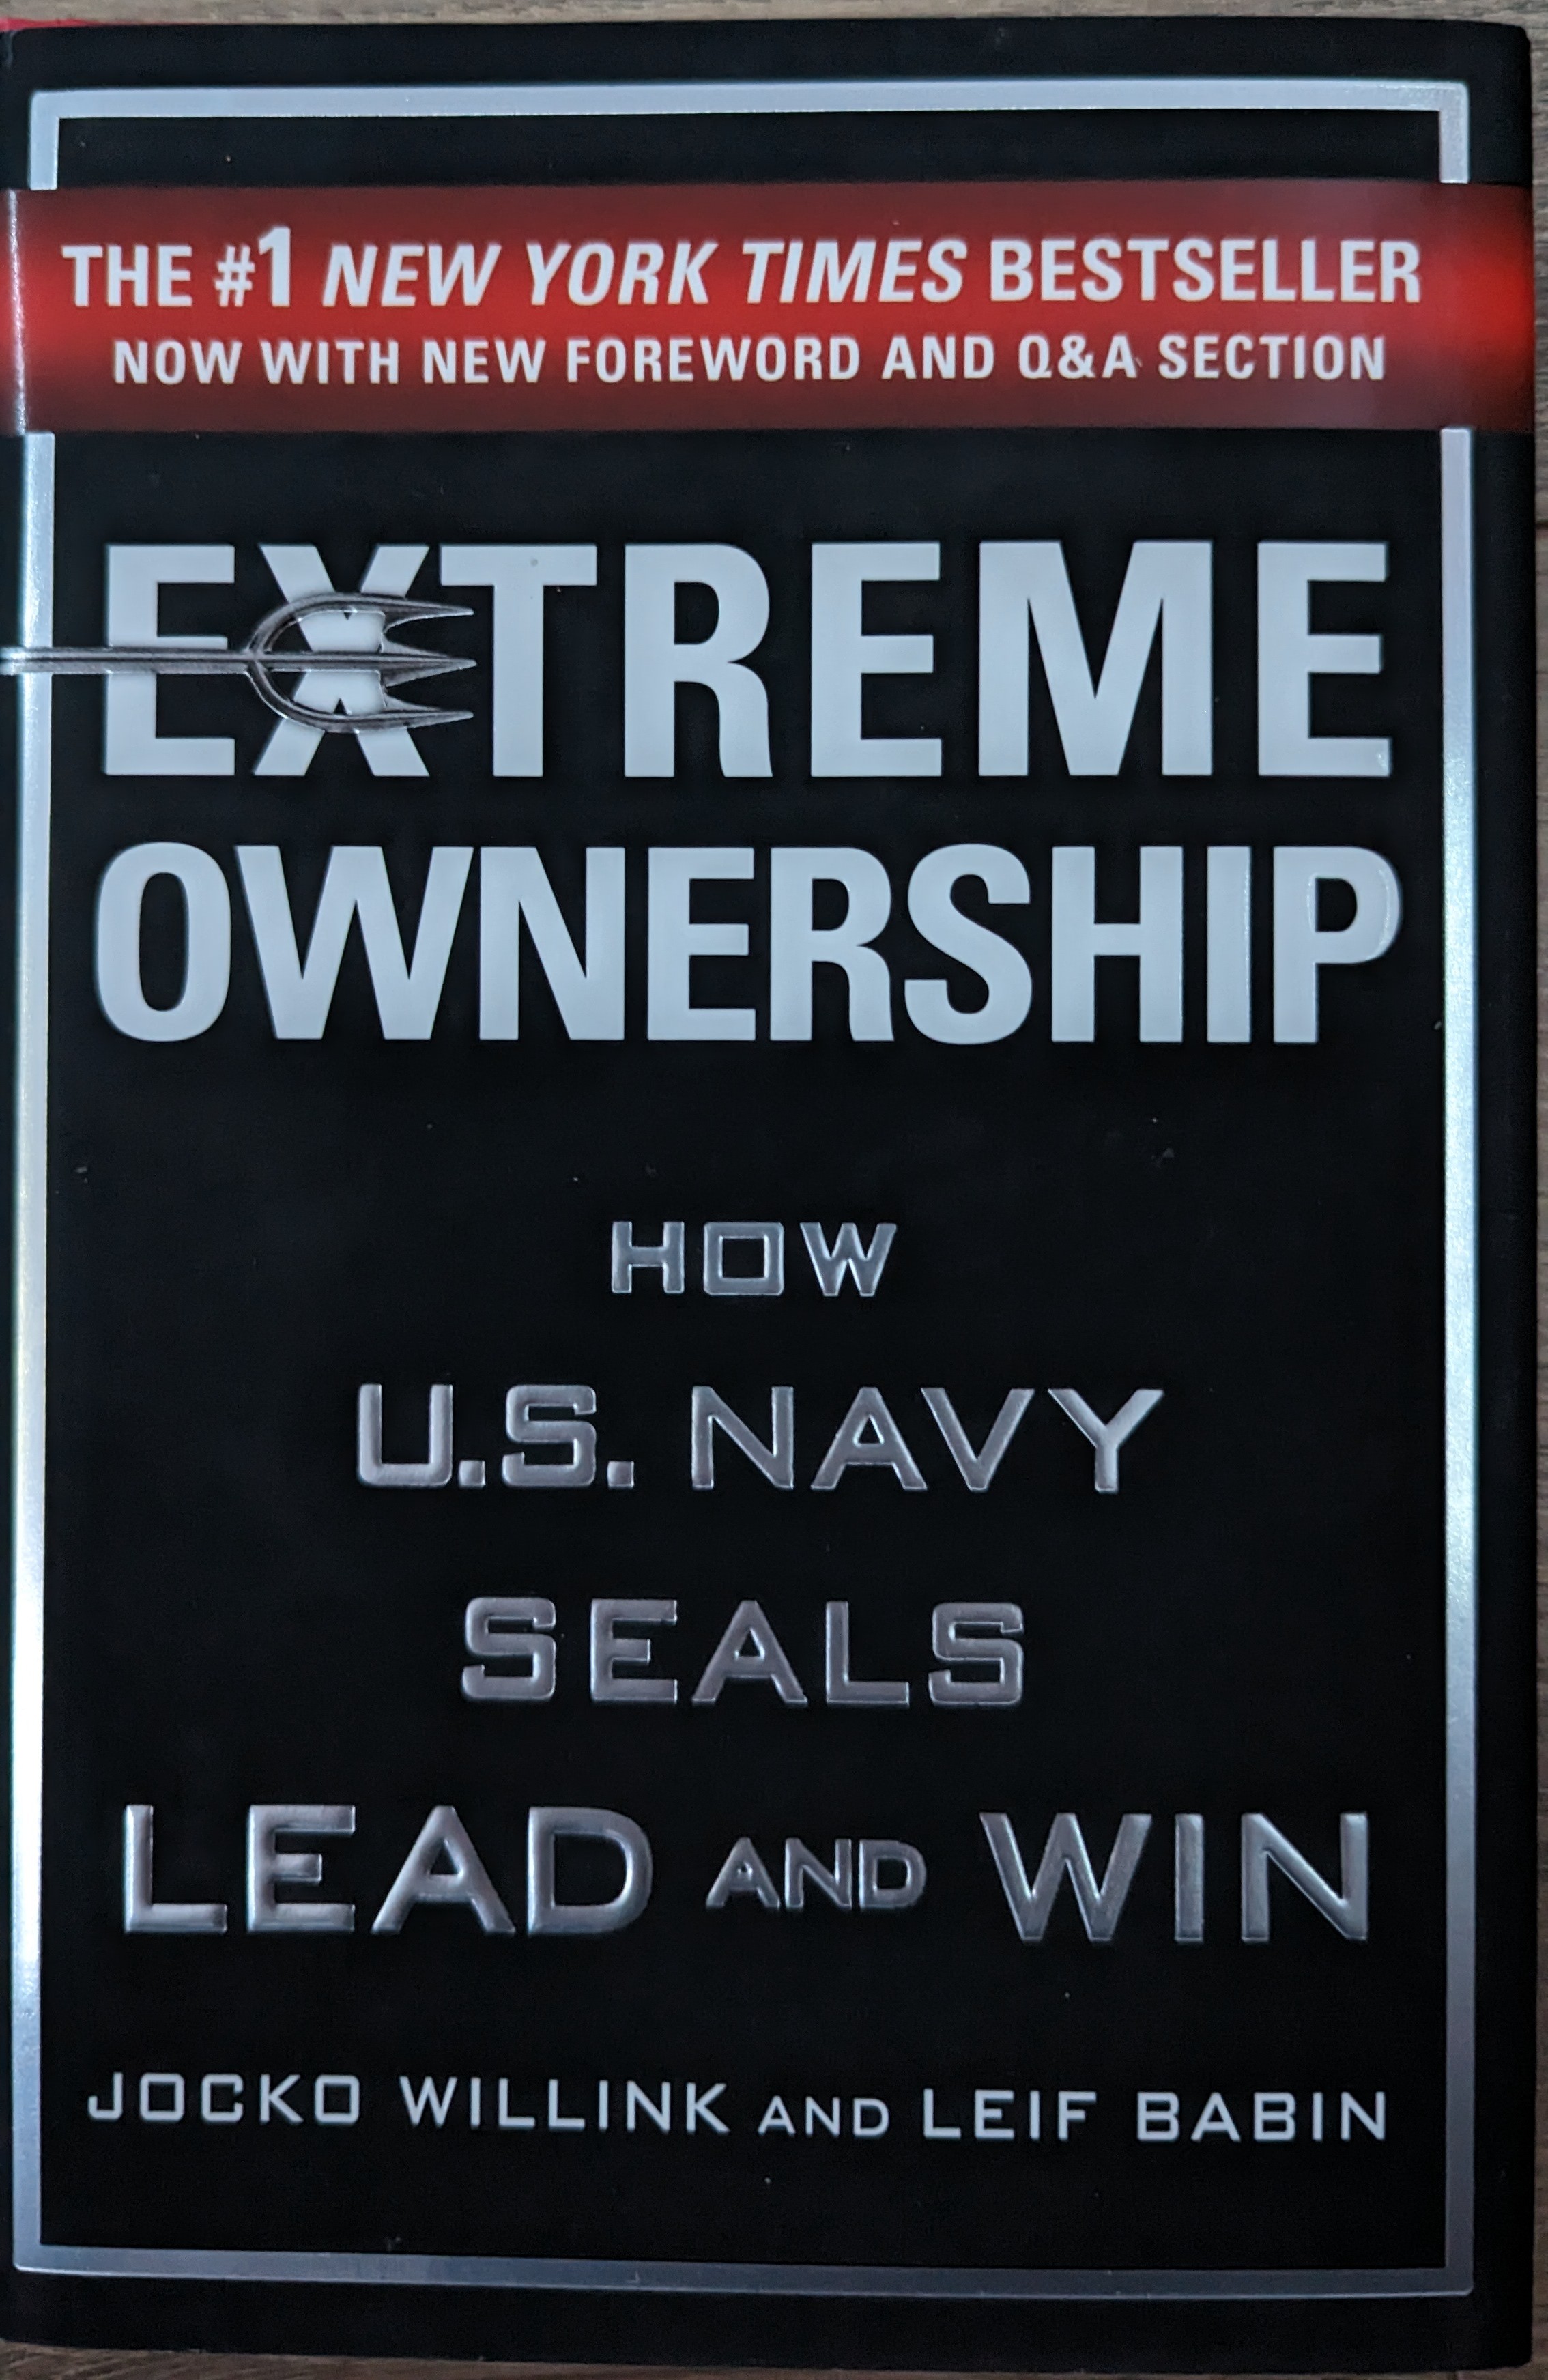 THE #1 NEW YORK TIMES BESTSELLER
NOW WITH NEW FOREWORD AND Q&A SECTION
EXTREME
OWNERSHIP
HOW
U.S. NAVY
SEALS
LEAD AND WIN
JOCKO WILLINK AND LEIF BABIN